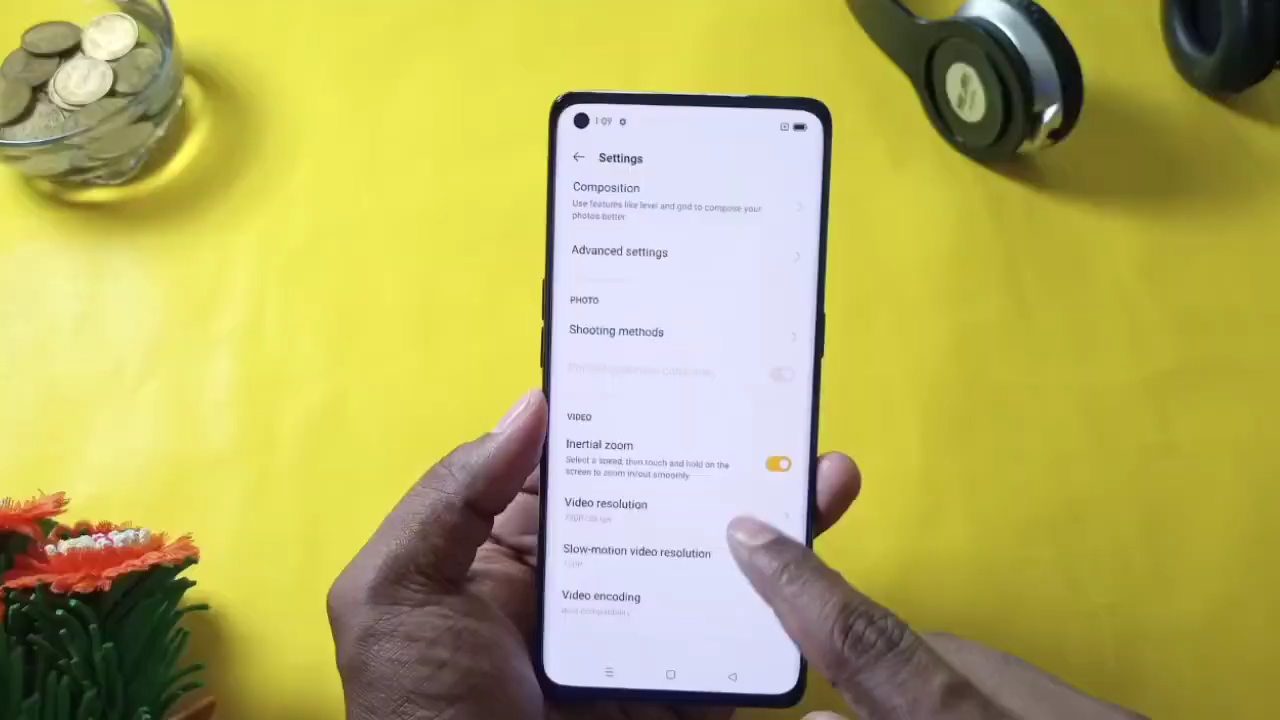 1:09
Settings
Composition
Use features like level and grid to compose your
photos better
Advanced settings
PHOTO
Shooting methods
VIDEO
Inertial zoom
Select a speed, then touch and hold on the
screen to zoom in/out smoothly
Video resolution
Slow-motion video resolution
Video encoding